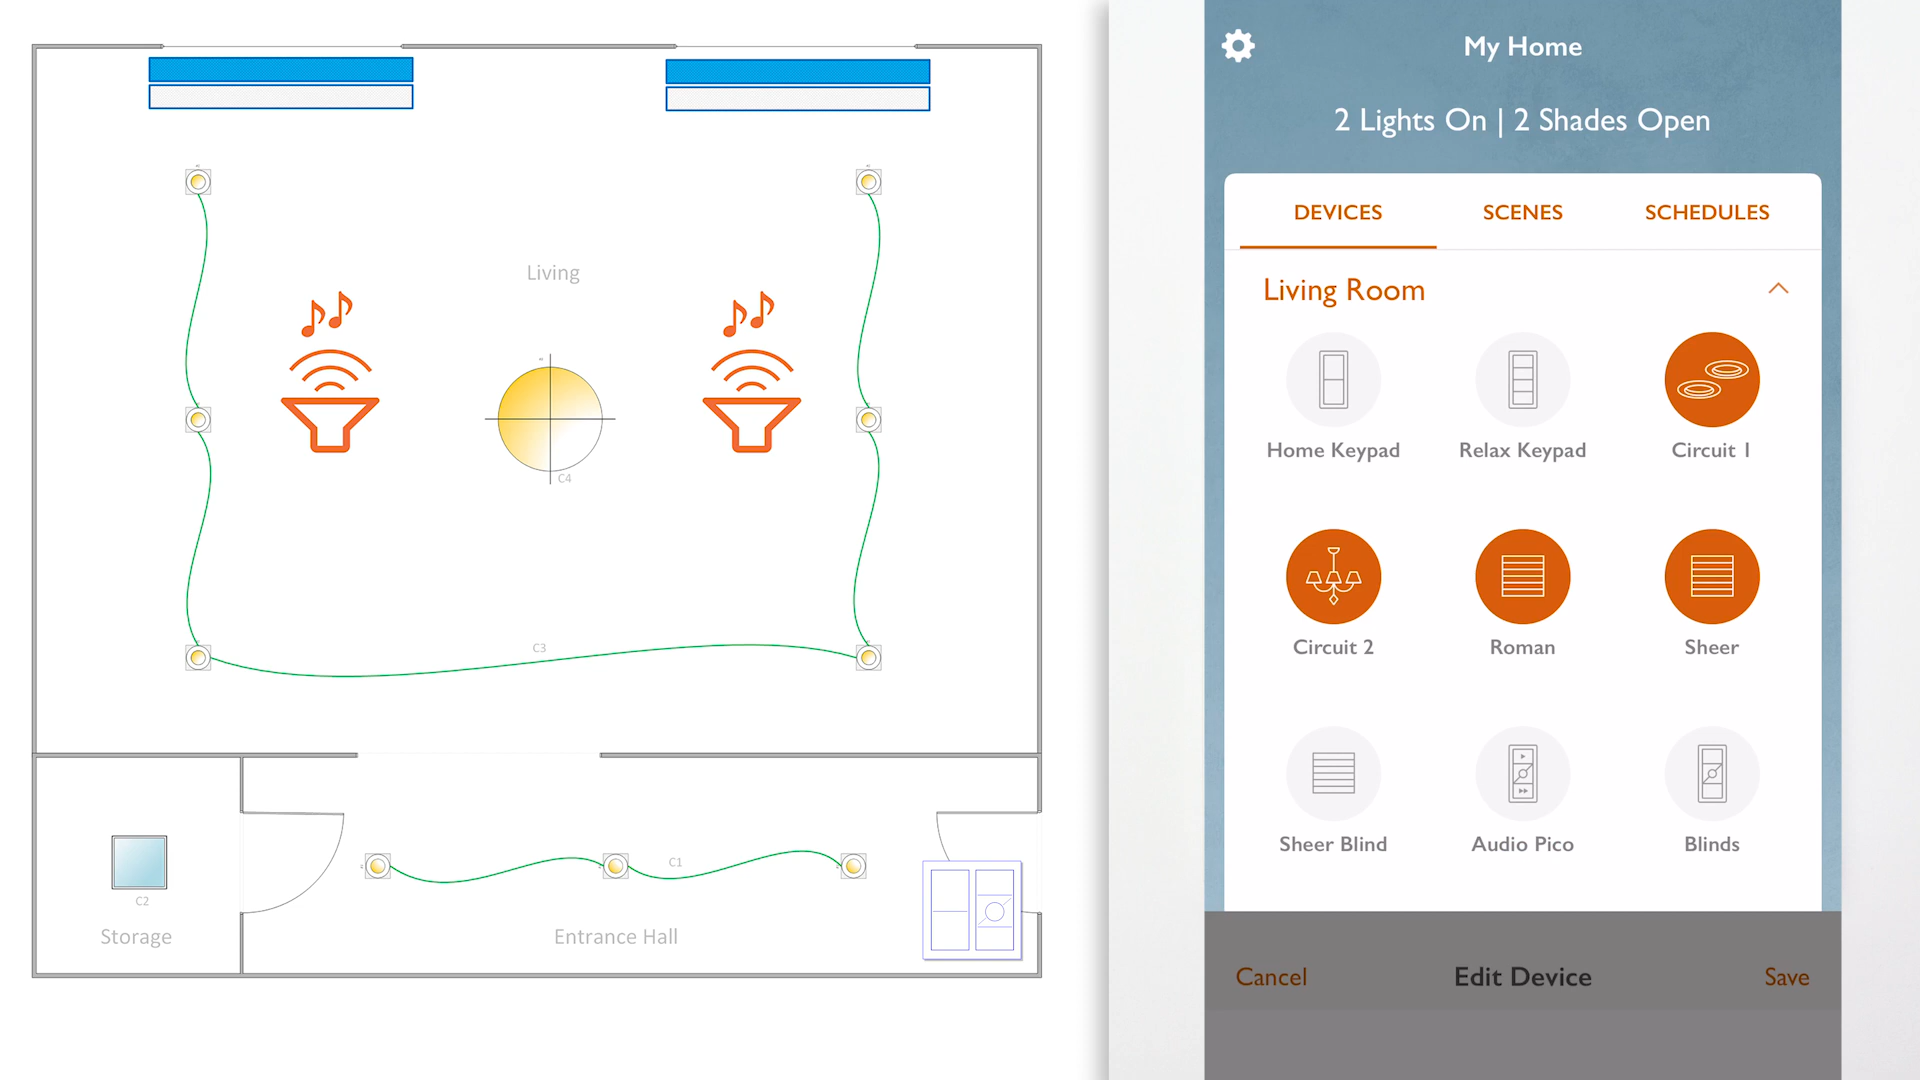 Living
C4
C3
C1
C2
Storage
Entrance Hall
My Home
2 Lights On | 2 Shades Open
DEVICES SCENES SCHEDULES
Living Room
Home Keypad Relax Keypad Circuit 1
Circuit 2 Roman Sheer
Sheer Blind Audio Pico Blinds
Cancel Edit Device Save